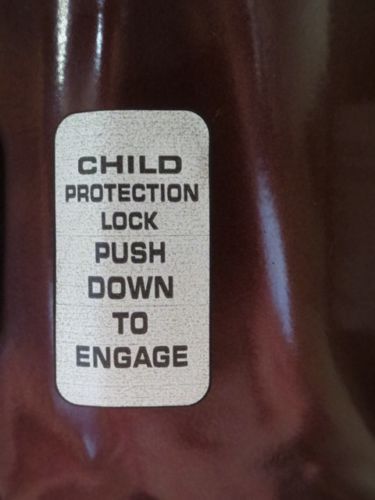 CHILD
PROTECTION
LOCK
PUSH
DOWN
TO
ENGAGE